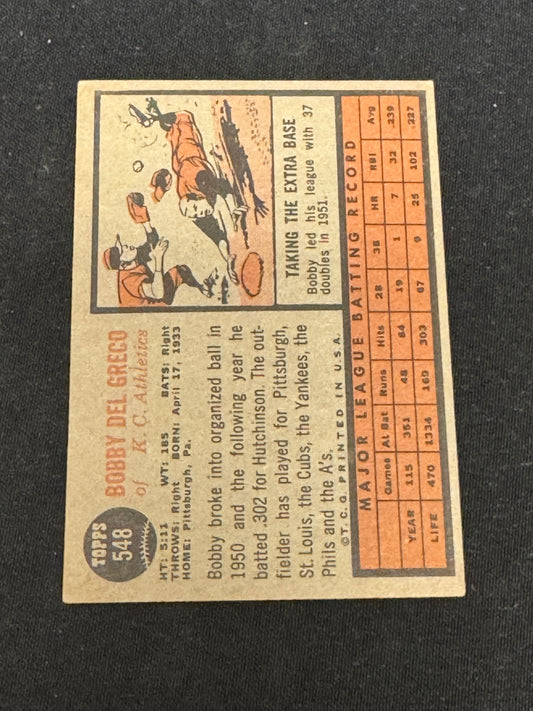 TOPPS
548
BOBBY DEL GRECO
of K. C. Athletics
HT: 5:11 WT: 185 BATS: Right
THROWS: Right BORN: April 17, 1933
HOME: Pittsburgh, Pa.
Bobby broke into organized ball in
1950 and the following year he
batted .302 for Hutchinson. The out-
fielder has played for Pittsburgh,
St. Louis, the Cubs, the Yankees, the
Phils and the A's.
©T.C.G. PRINTED IN U.S.A.
TAKING THE EXTRA BASE
Bobby led his league with 37
doubles in 1951.
MAJOR LEAGUE BATTING RECORD
Games At Bat Runs Hits 2B 3B HR RBI Avg
YEAR 115 351 48 84 19 1 7 32 .239
LIFE 470 1334 169 303 67 9 25 102 .227